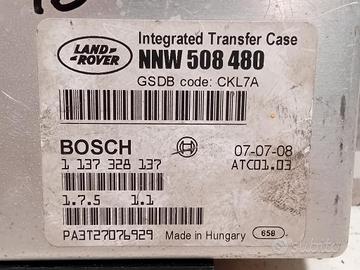 LAND
ROVER
Integrated Transfer Case
NNW 508 480
GSDB code: CKL7A
BOSCH
07-07-08
1 137 328 137
ATC01.03
1.7.5 1.1
658
PA3T27076929 Made in Hungary
subito